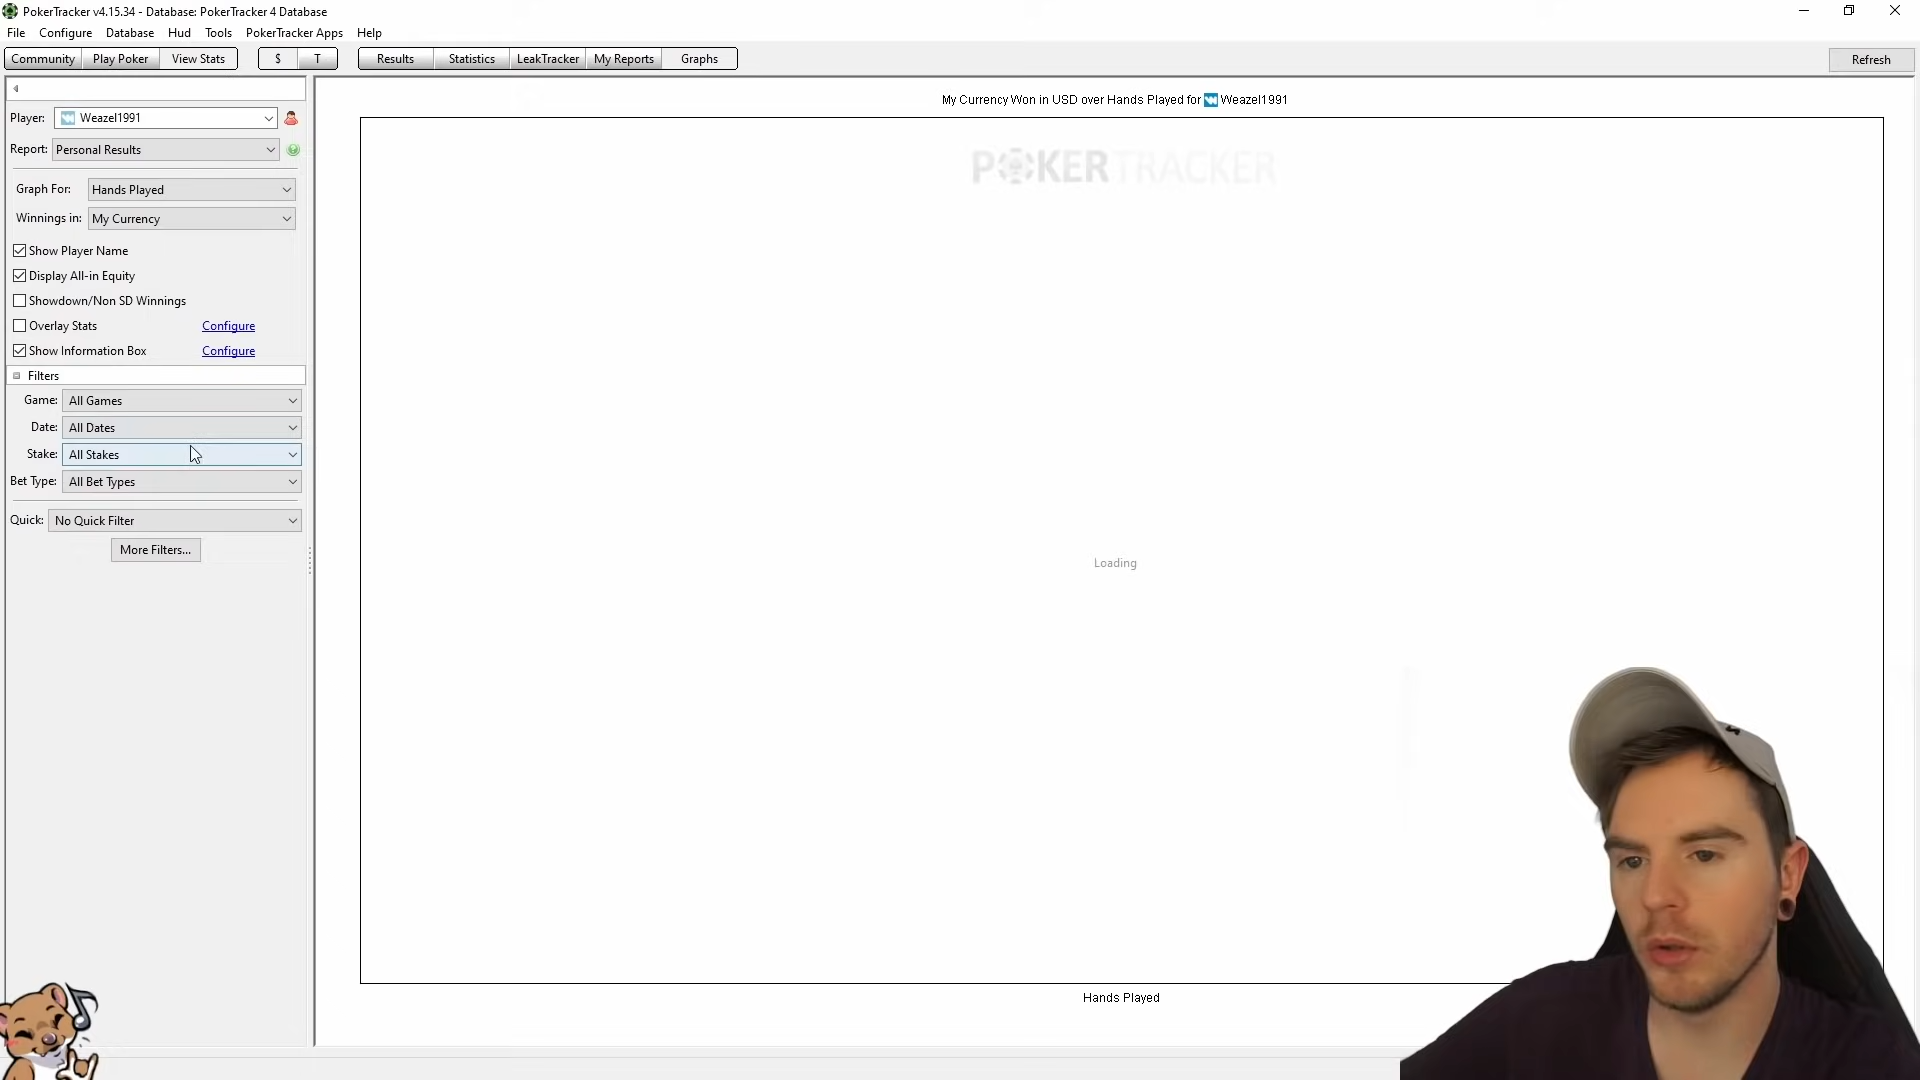 PokerTracker v4.15.34 - Database: PokerTracker 4 Database
File Configure Database Hud Tools PokerTracker Apps Help
Community Play Poker View Stats $ T Results Statistics LeakTracker My Reports Graphs Refresh
My Currency Won in USD over Hands Played for Weazel1991
Player: Weazel1991
Report: Personal Results
POKERTRACKER
Graph For: Hands Played
Winnings in: My Currency
Show Player Name
Display All-in Equity
Showdown/Non SD Winnings
Overlay Stats Configure
Show Information Box Configure
Filters
Game: All Games
Date: All Dates
Stake: All Stakes
Bet Type: All Bet Types
Quick: No Quick Filter
More Filters...
Loading
Hands Played